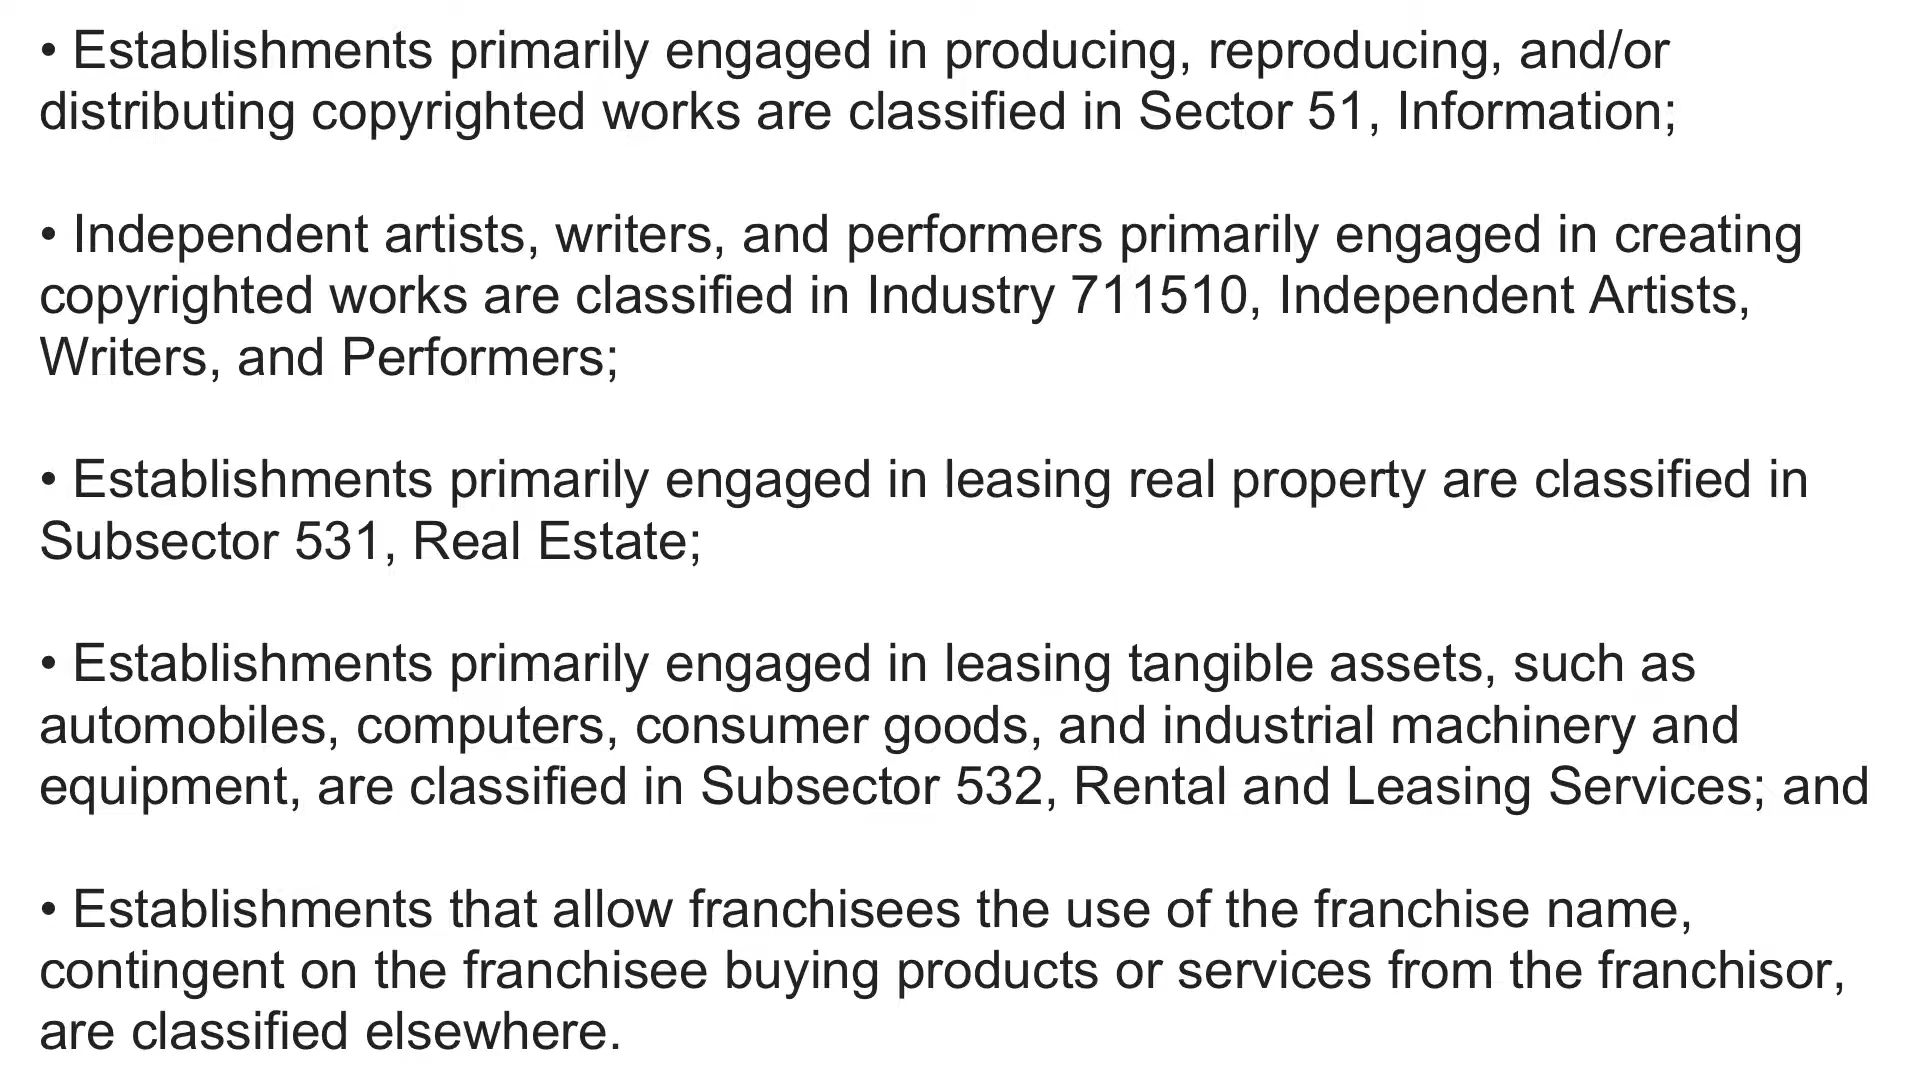 • Establishments primarily engaged in producing, reproducing, and/or
distributing copyrighted works are classified in Sector 51, Information;
• Independent artists, writers, and performers primarily engaged in creating
copyrighted works are classified in Industry 711510, Independent Artists,
Writers, and Performers;
• Establishments primarily engaged in leasing real property are classified in
Subsector 531, Real Estate;
• Establishments primarily engaged in leasing tangible assets, such as
automobiles, computers, consumer goods, and industrial machinery and
equipment, are classified in Subsector 532, Rental and Leasing Services; and
• Establishments that allow franchisees the use of the franchise name,
contingent on the franchisee buying products or services from the franchisor,
are classified elsewhere.